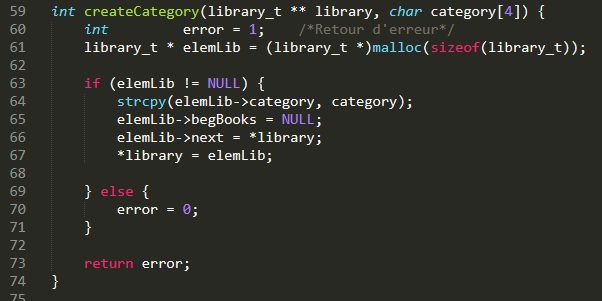 59 int createCategory(library_t ** library, char category[4]) {
60     int         error = 1;    /*Retour d'erreur*/
61     library_t * elemLib = (library_t *)malloc(sizeof(library_t));
62
63     if (elemLib != NULL) {
64         strcpy(elemLib->category, category);
65         elemLib->begBooks = NULL;
66         elemLib->next = *library;
67         *library = elemLib;
68
69     } else {
70         error = 0;
71     }
72
73     return error;
74 }
75